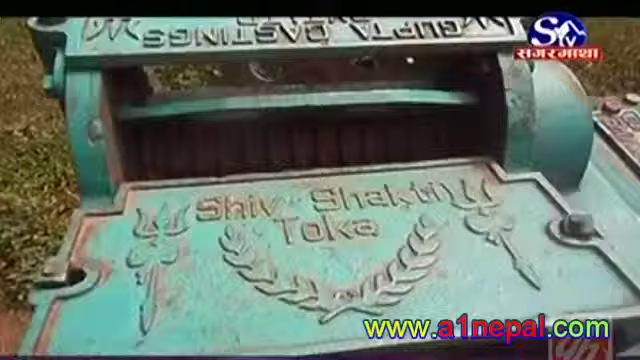 GUPTA CASTINGS
STV
सगरमाथा
Shiv Shakti
Toka
www.a1nepal.com